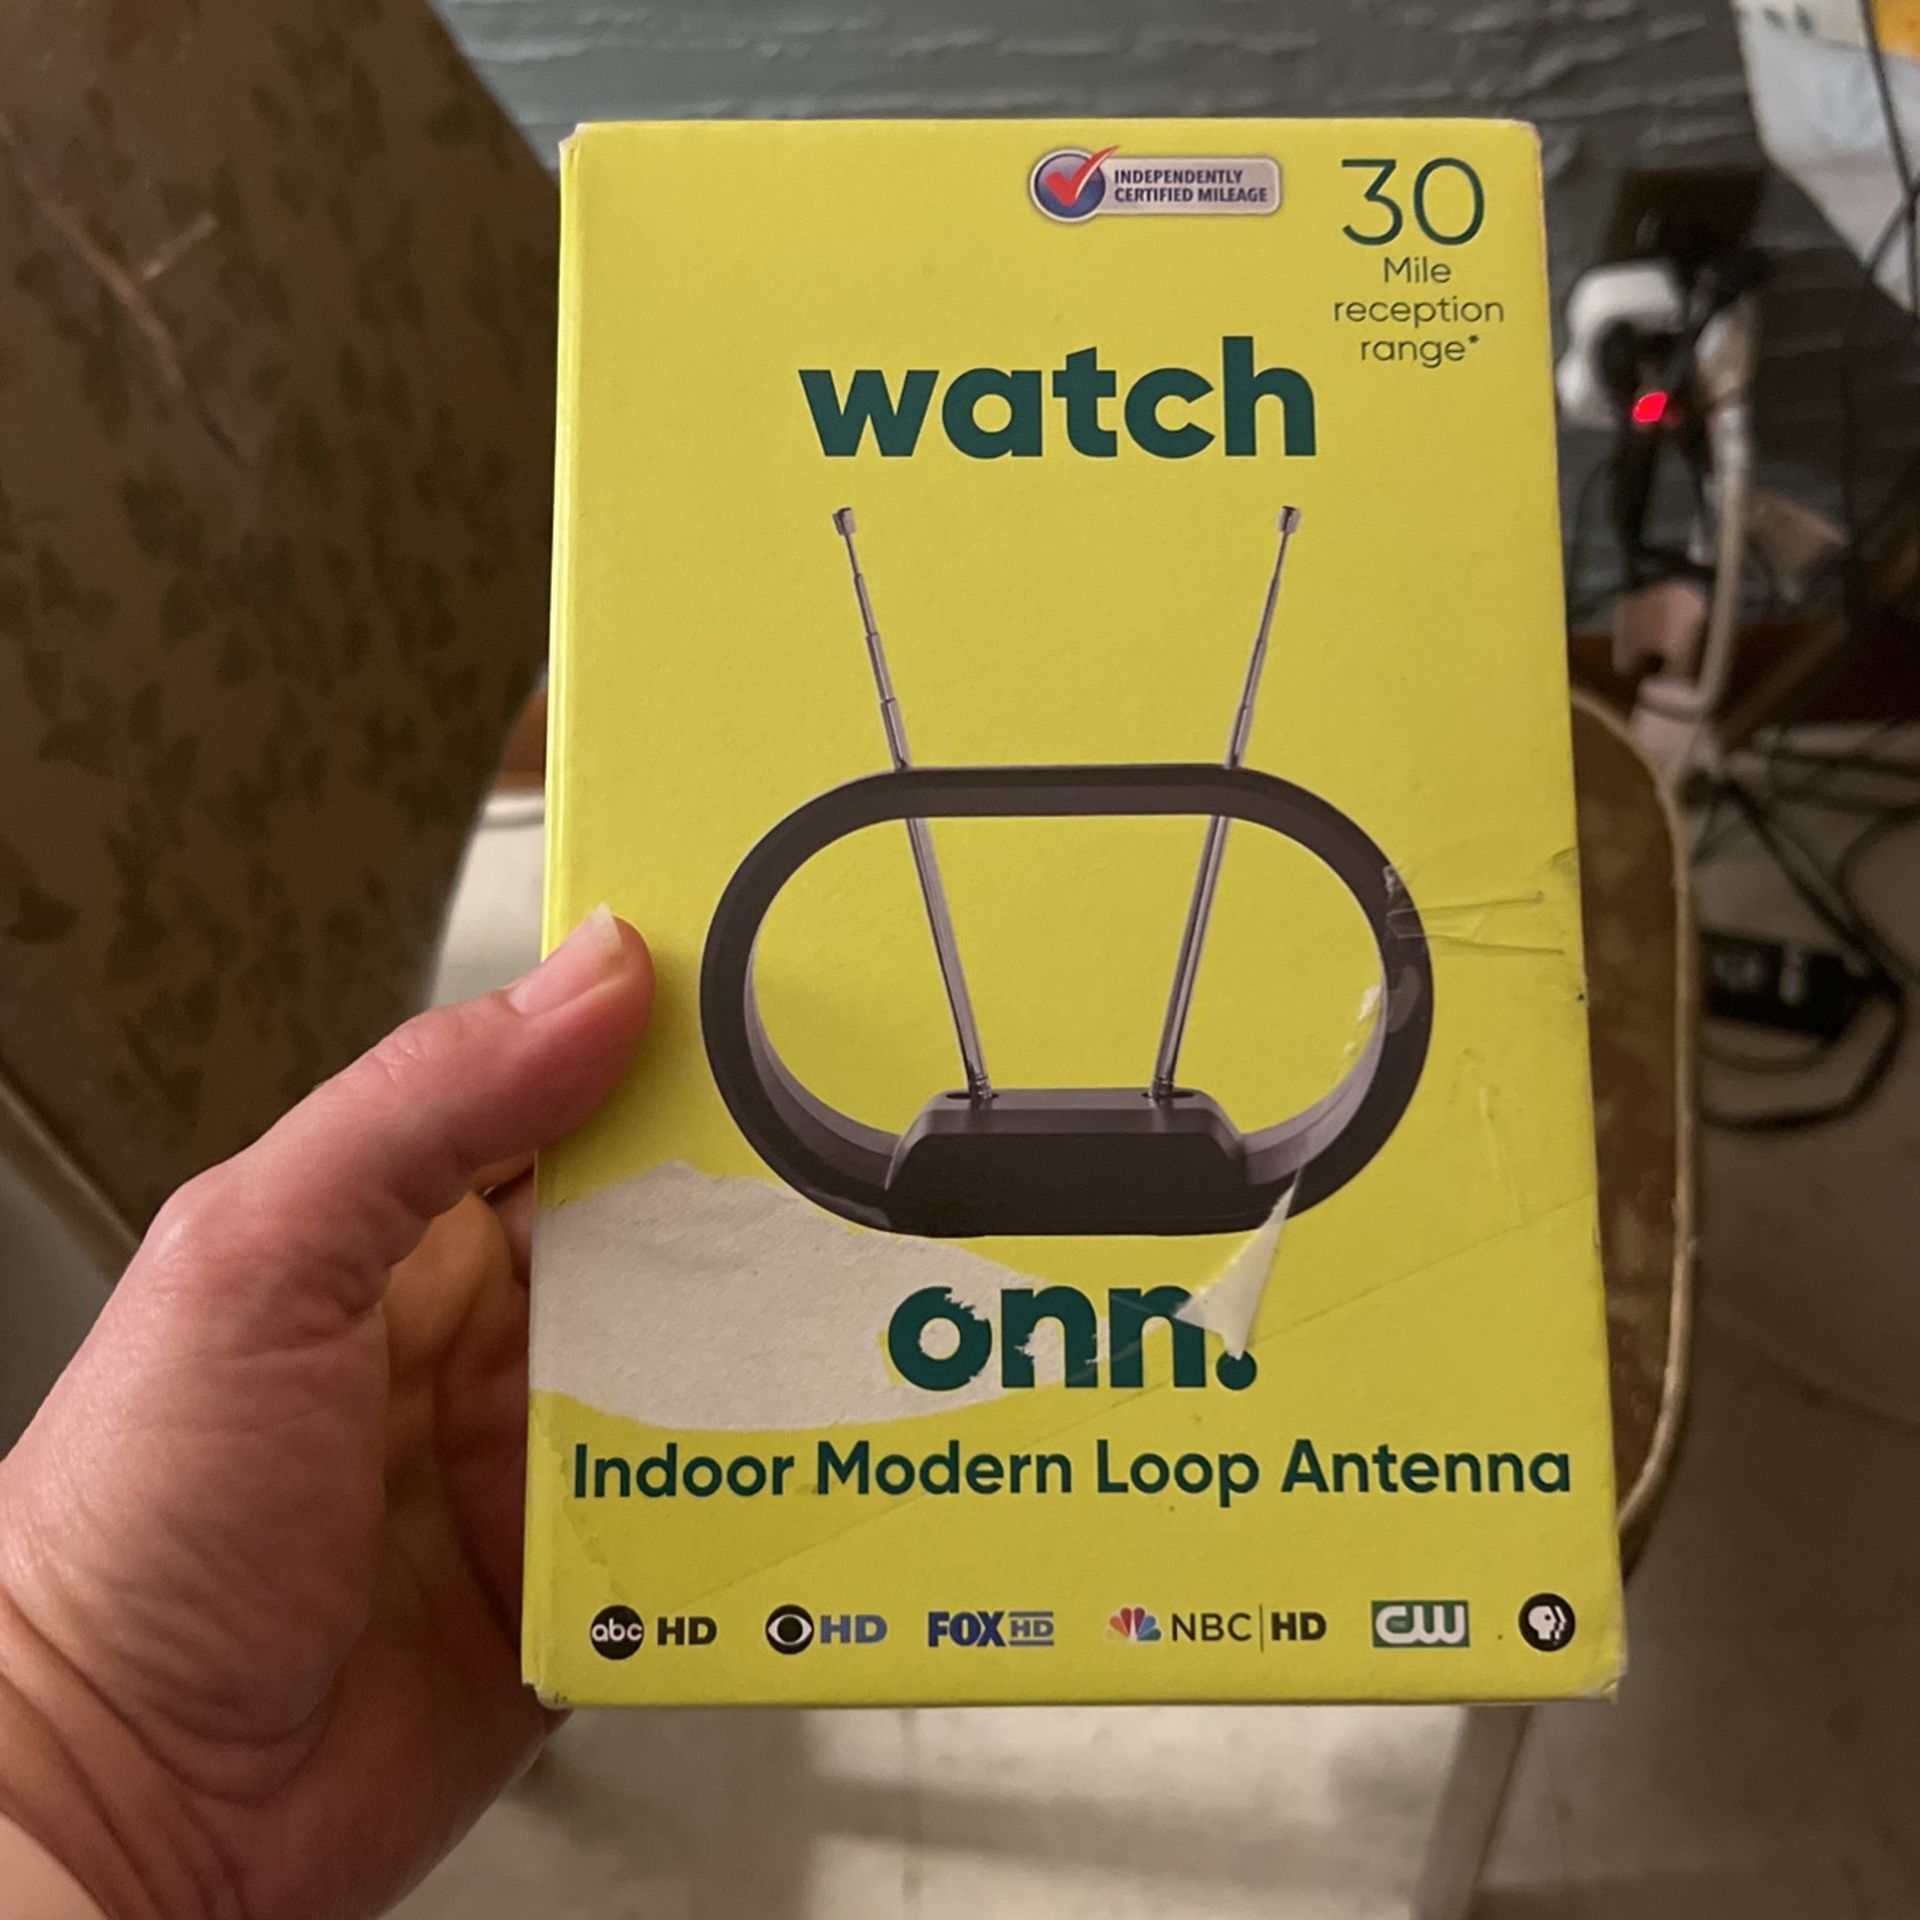 INDEPENDENTLY
CERTIFIED MILEAGE
30
Mile
reception
range*
watch
onn.
Indoor Modern Loop Antenna
abc HD HD FOX HD NBC HD CW